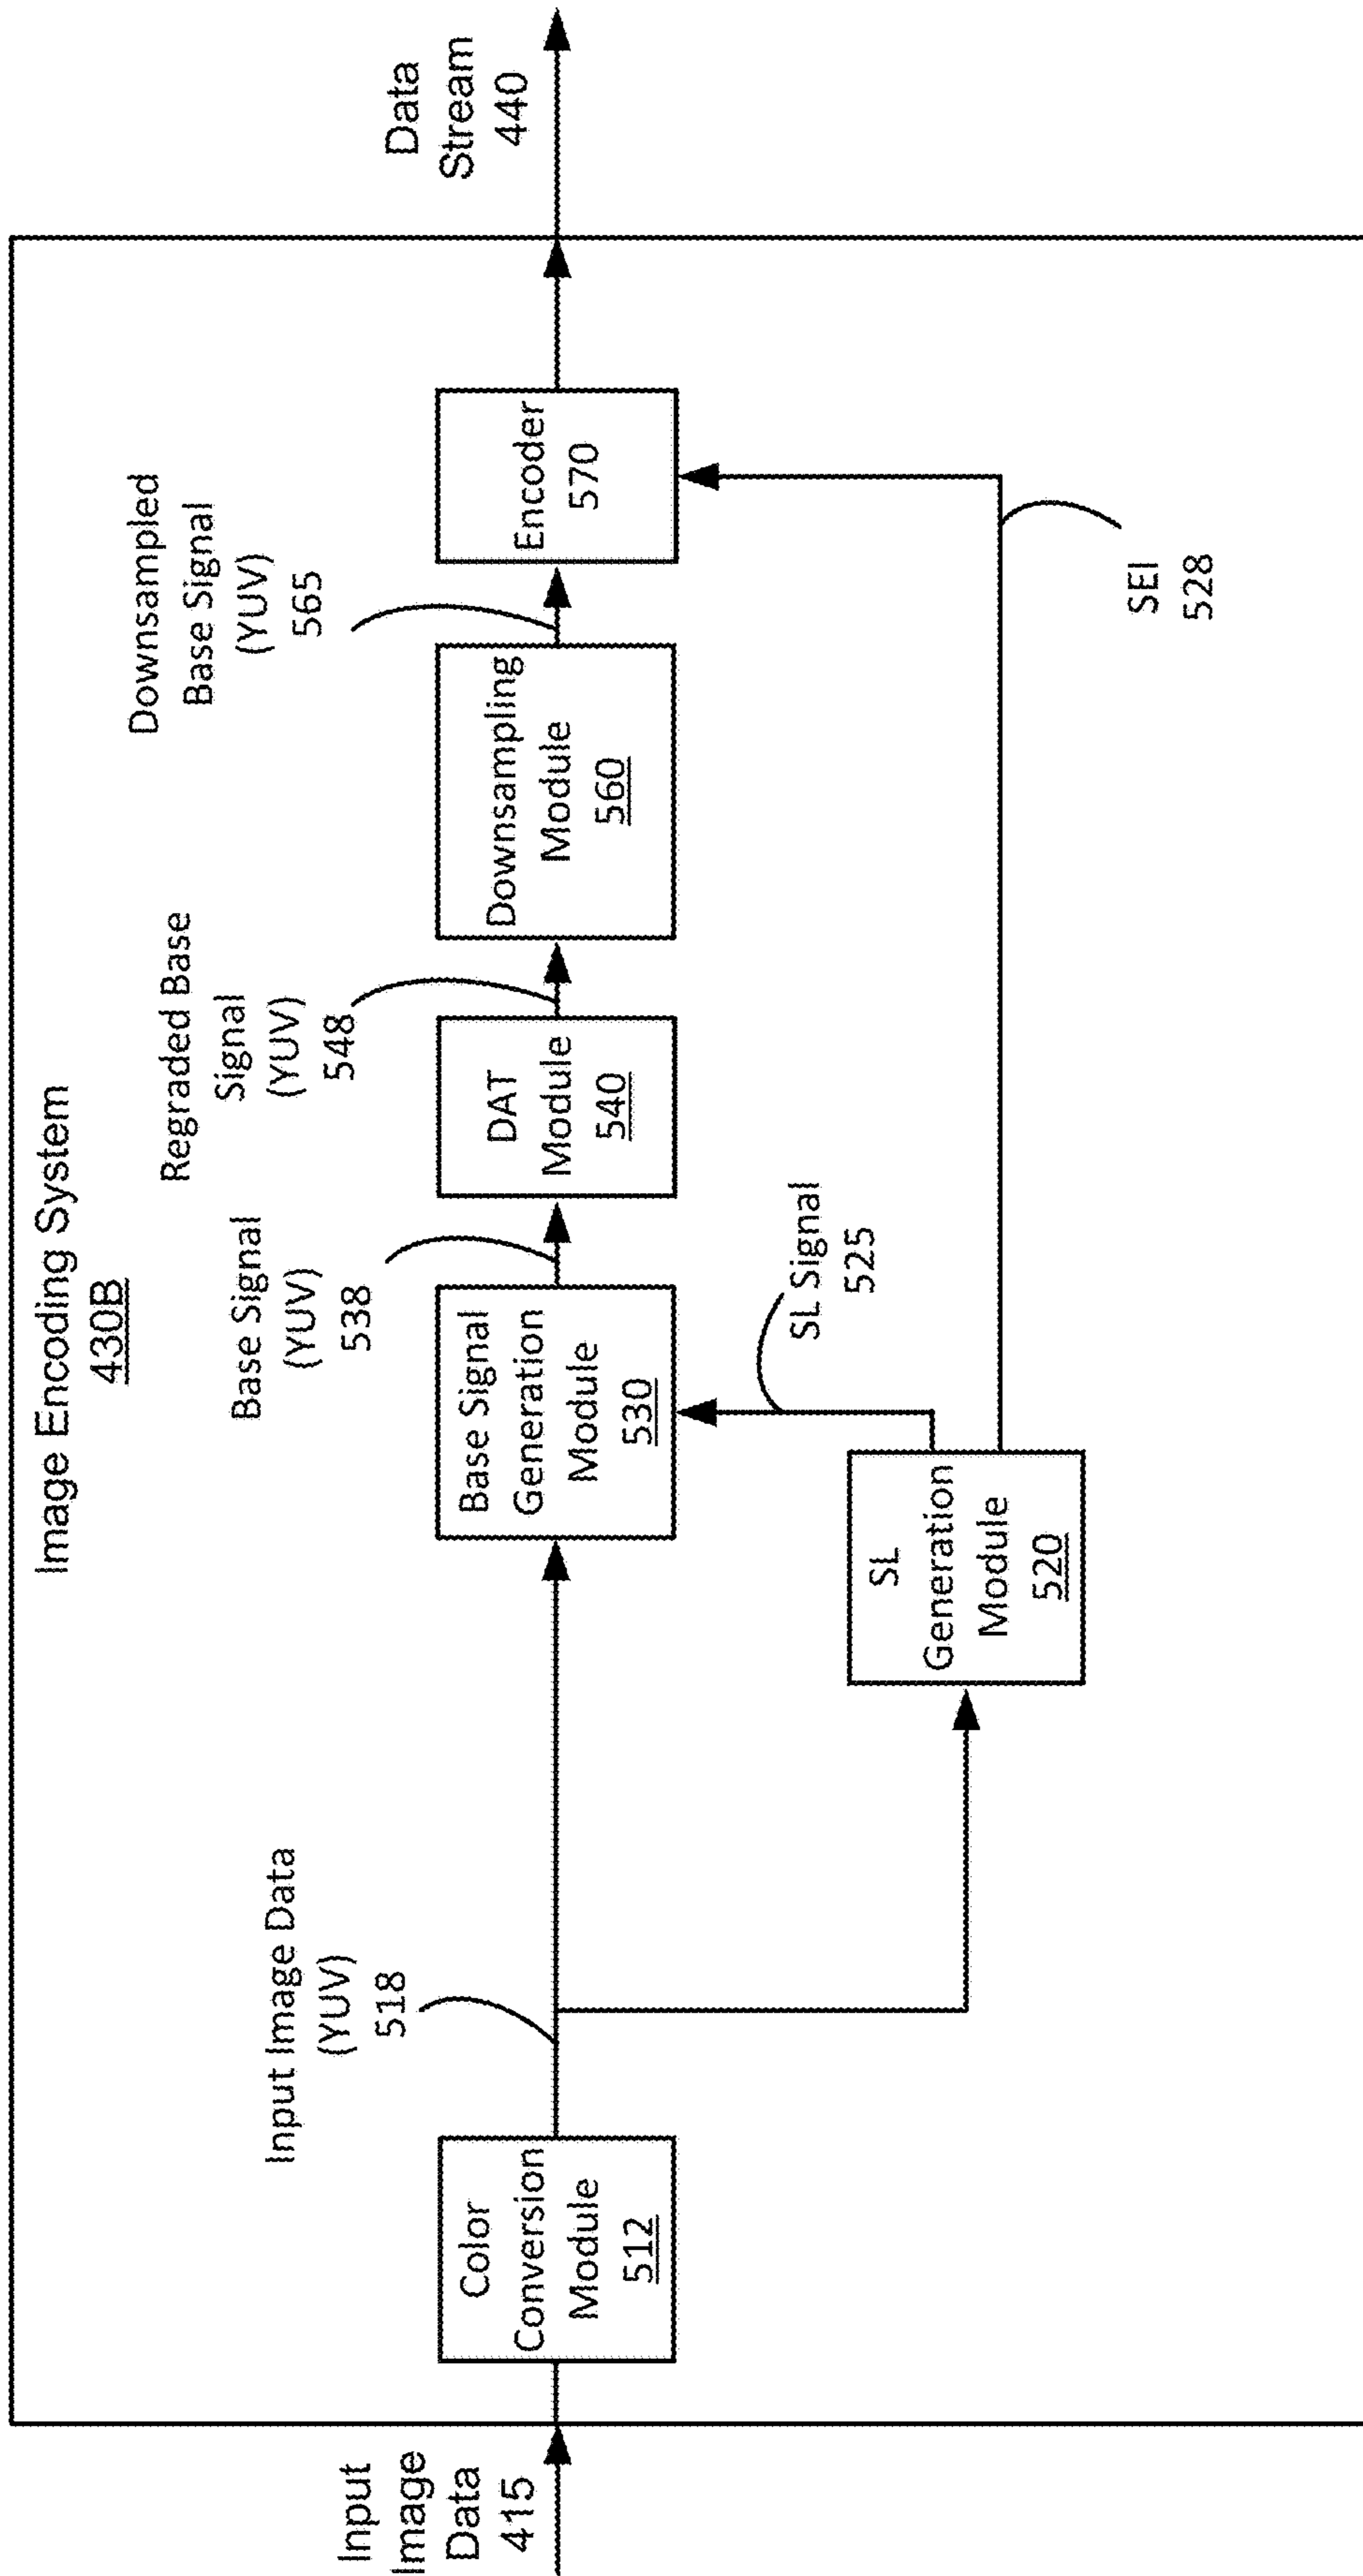 Image Encoding System
430B
Input
Image
Data
415
Color
Conversion
Module
512
Input Image Data
(YUV)
518
SL
Generation
Module
520
SL Signal
525
Base Signal
Generation
Module
530
Base Signal
(YUV)
538
DAT
Module
540
Regraded Base
Signal
(YUV)
548
Downsampling
Module
560
Downsampled
Base Signal
(YUV)
565
Encoder
570
SEI
528
Data
Stream
440